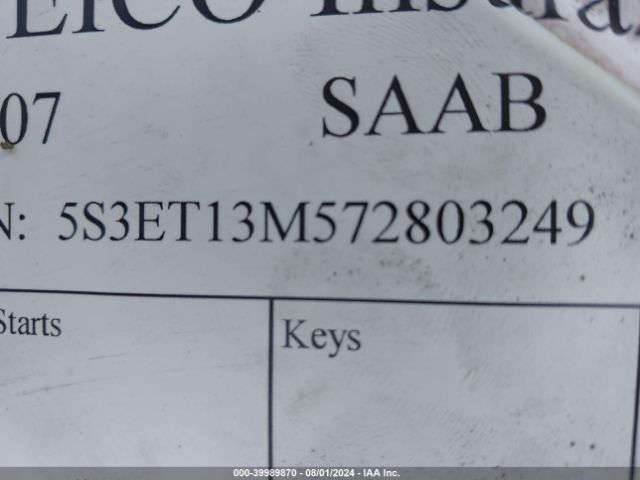 EICO Insura
07 SAAB
N: 5S3ET13M572803249
Starts Keys
000-39989870 - 08/01/2024 - IAA Inc.